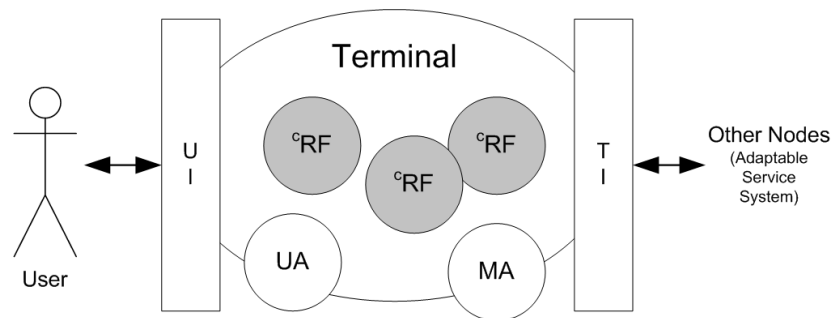 Terminal
U
I
T
I
ᶜRF
ᶜRF
ᶜRF
Other Nodes
(Adaptable
Service
System)
UA
MA
User